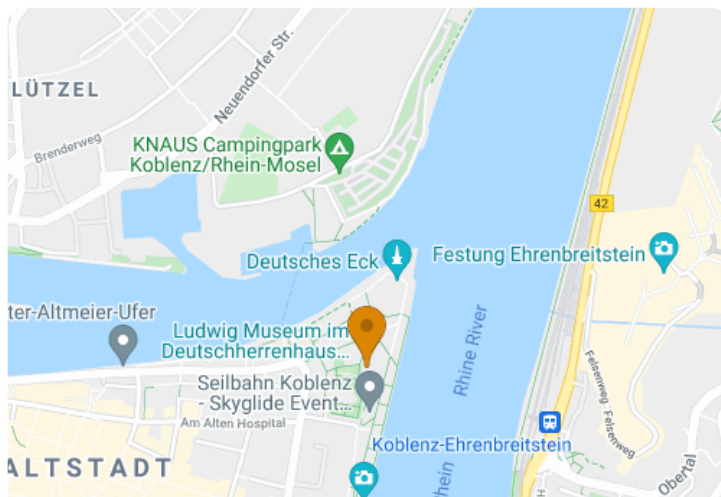 LÜTZEL
Neuendorfer Str.
Brenderweg
KNAUS Campingpark
Koblenz/Rhein-Mosel
42
Deutsches Eck
Festung Ehrenbreitstein
ter-Altmeier-Ufer
Ludwig Museum im
Deutschherrenhaus...
Rhine River
Seilbahn Koblenz
- Skyglide Event...
Felsenweg
Felsenweg
Am Alten Hospital
Koblenz-Ehrenbreitstein
ALTSTADT
Rhein
Obertal
H